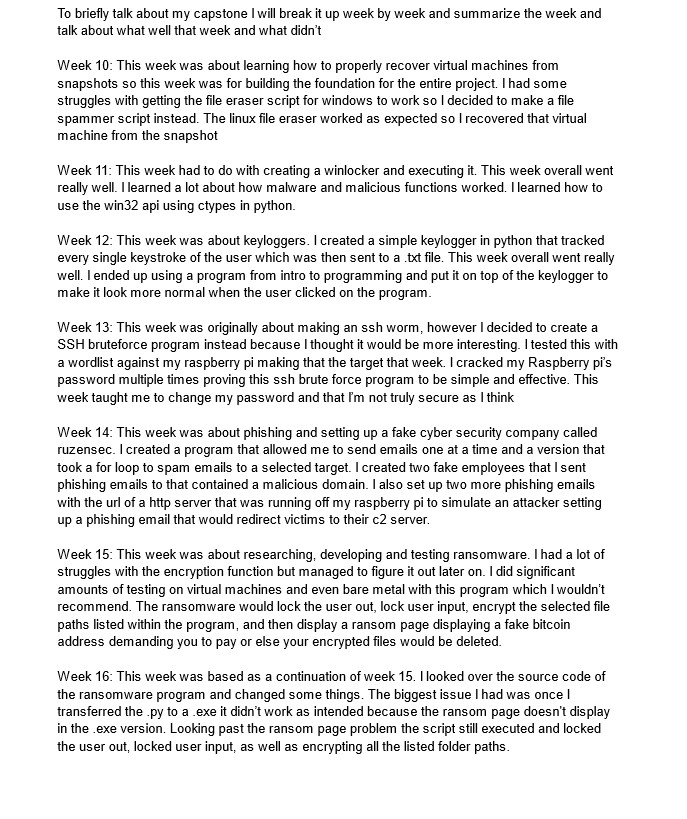 To briefly talk about my capstone I will break it up week by week and summarize the week and
talk about what well that week and what didn't
Week 10: This week was about learning how to properly recover virtual machines from
snapshots so this week was for building the foundation for the entire project. I had some
struggles with getting the file eraser script for windows to work so I decided to make a file
spammer script instead. The linux file eraser worked as expected so I recovered that virtual
machine from the snapshot
Week 11: This week had to do with creating a winlocker and executing it. This week overall went
really well. I learned a lot about how malware and malicious functions worked. I learned how to
use the win32 api using ctypes in python.
Week 12: This week was about keyloggers. I created a simple keylogger in python that tracked
every single keystroke of the user which was then sent to a .txt file. This week overall went really
well. I ended up using a program from intro to programming and put it on top of the keylogger to
make it look more normal when the user clicked on the program.
Week 13: This week was originally about making an ssh worm, however I decided to create a
SSH bruteforce program instead because I thought it would be more interesting. I tested this with
a wordlist against my raspberry pi making that the target that week. I cracked my Raspberry pi's
password multiple times proving this ssh brute force program to be simple and effective. This
week taught me to change my password and that I'm not truly secure as I think
Week 14: This week was about phishing and setting up a fake cyber security company called
ruzensec. I created a program that allowed me to send emails one at a time and a version that
took a for loop to spam emails to a selected target. I created two fake employees that I sent
phishing emails to that contained a malicious domain. I also set up two more phishing emails
with the url of a http server that was running off my raspberry pi to simulate an attacker setting
up a phishing email that would redirect victims to their c2 server.
Week 15: This week was about researching, developing and testing ransomware. I had a lot of
struggles with the encryption function but managed to figure it out later on. I did significant
amounts of testing on virtual machines and even bare metal with this program which I wouldn't
recommend. The ransomware would lock the user out, lock user input, encrypt the selected file
paths listed within the program, and then display a ransom page displaying a fake bitcoin
address demanding you to pay or else your encrypted files would be deleted.
Week 16: This week was based as a continuation of week 15. I looked over the source code of
the ransomware program and changed some things. The biggest issue I had was once I
transferred the .py to a .exe it didn't work as intended because the ransom page doesn't display
in the .exe version. Looking past the ransom page problem the script still executed and locked
the user out, locked user input, as well as encrypting all the listed folder paths.